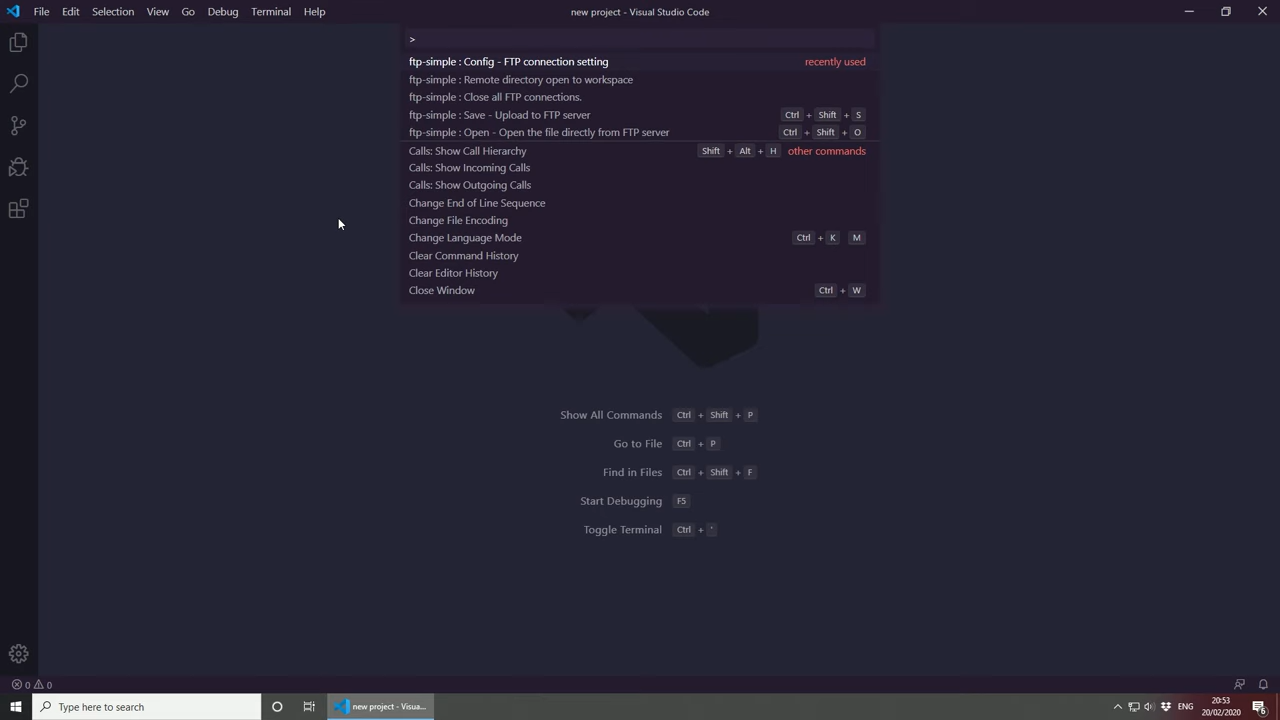 File Edit Selection View Go Debug Terminal Help
new project - Visual Studio Code
>
ftp-simple : Config - FTP connection setting recently used
ftp-simple : Remote directory open to workspace
ftp-simple : Close all FTP connections.
ftp-simple : Save - Upload to FTP server Ctrl + Shift + S
ftp-simple : Open - Open the file directly from FTP server Ctrl + Shift + O
Calls: Show Call Hierarchy Shift + Alt + H other commands
Calls: Show Incoming Calls
Calls: Show Outgoing Calls
Change End of Line Sequence
Change File Encoding
Change Language Mode Ctrl + K M
Clear Command History
Clear Editor History
Close Window Ctrl + W
Show All Commands Ctrl + Shift + P
Go to File Ctrl + P
Find in Files Ctrl + Shift + F
Start Debugging F5
Toggle Terminal Ctrl + '
0 0
Type here to search
new project - Visua...
ENG
20:53
20/02/2020
6